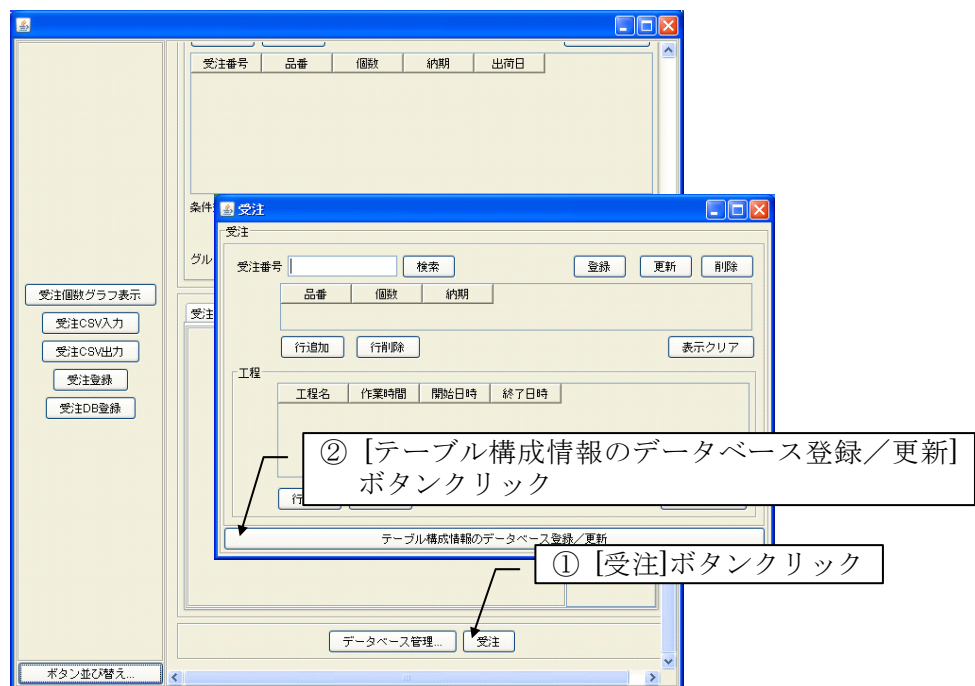 受注番号 品番 個数 納期 出荷日
条件
グル
受注
受注
受注番号 検索 登録 更新 削除
品番 個数 納期
行追加 行削除 表示クリア
工程
工程名 作業時間 開始日時 終了日時
受注個数グラフ表示
受注CSV入力
受注CSV出力
受注登録
受注DB登録
受注
② [テーブル構成情報のデータベース登録／更新]
ボタンクリック
行
テーブル構成情報のデータベース登録／更新
① [受注]ボタンクリック
データベース管理... 受注
ボタン並び替え...